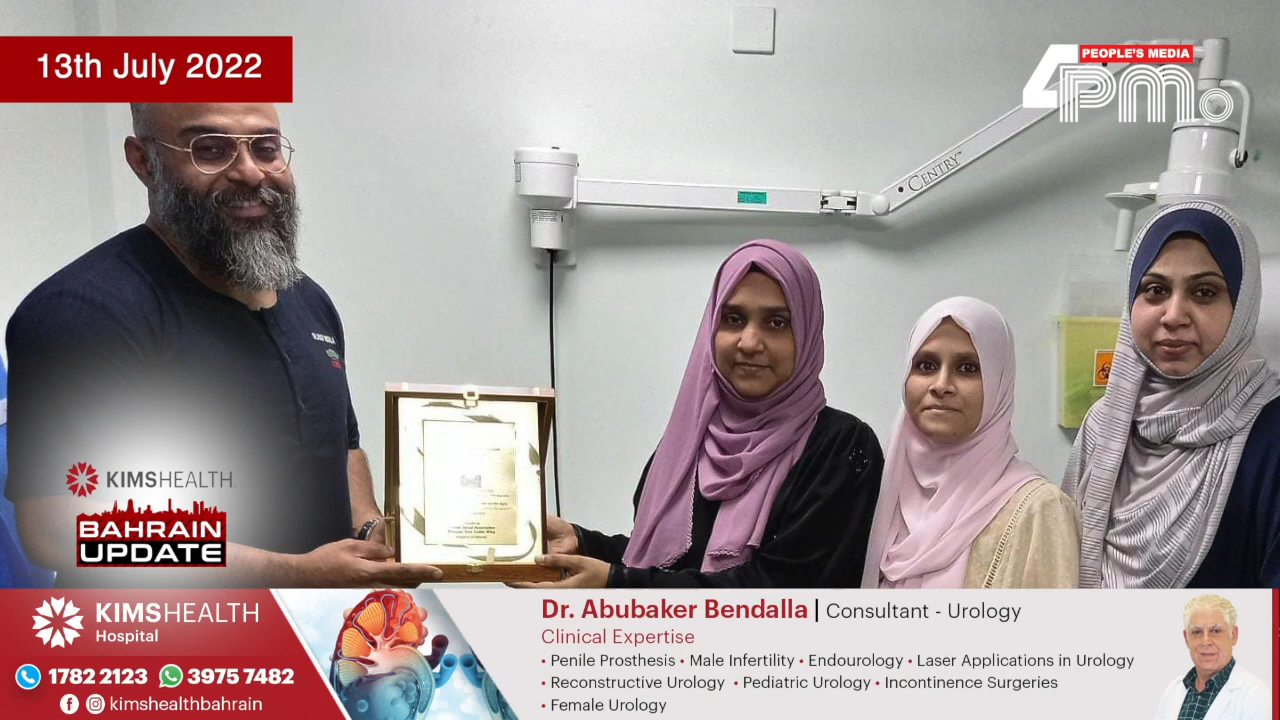 13th July 2022
PEOPLE'S MEDIA
4pm.
CENTRY
KIMSHEALTH
BAHRAIN
UPDATE
KIMSHEALTH
Hospital
1782 2123 3975 7482
kimshealthbahrain
Dr. Abubaker Bendalla | Consultant - Urology
Clinical Expertise
• Penile Prosthesis • Male Infertility • Endourology • Laser Applications in Urology
• Reconstructive Urology • Pediatric Urology • Incontinence Surgeries
• Female Urology